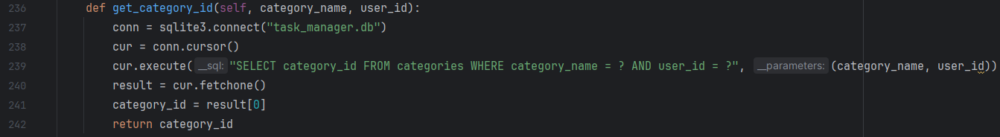 236 def get_category_id(self, category_name, user_id):
237 conn = sqlite3.connect("task_manager.db")
238 cur = conn.cursor()
239 cur.execute(__sql: "SELECT category_id FROM categories WHERE category_name = ? AND user_id = ?", __parameters: (category_name, user_id))
240 result = cur.fetchone()
241 category_id = result[0]
242 return category_id